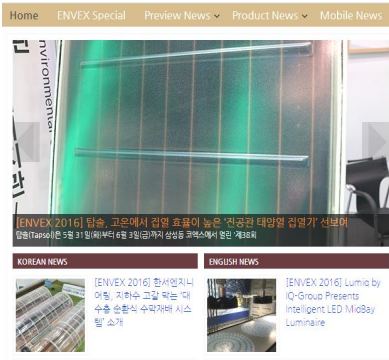 Home ENVEX Special Preview News Product News Mobile News
[ENVEX 2016] 탑솔, 고온에서 집열 효율이 높은 '진공관 태양열 집열기' 선보여
탑솔(Tapsol)은 5월 31일(화)부터 6월 3일(금)까지 삼성동 코엑스에서 열린 '제38회
KOREAN NEWS
[ENVEX 2016] 한서엔지니
어링, 지하수 고갈 막는 '대
수층 순환식 수막재배 시스
템' 소개
ENGLISH NEWS
[ENVEX 2016] Lumiq by
IQ-Group Presents
Intelligent LED MidBay
Luminaire